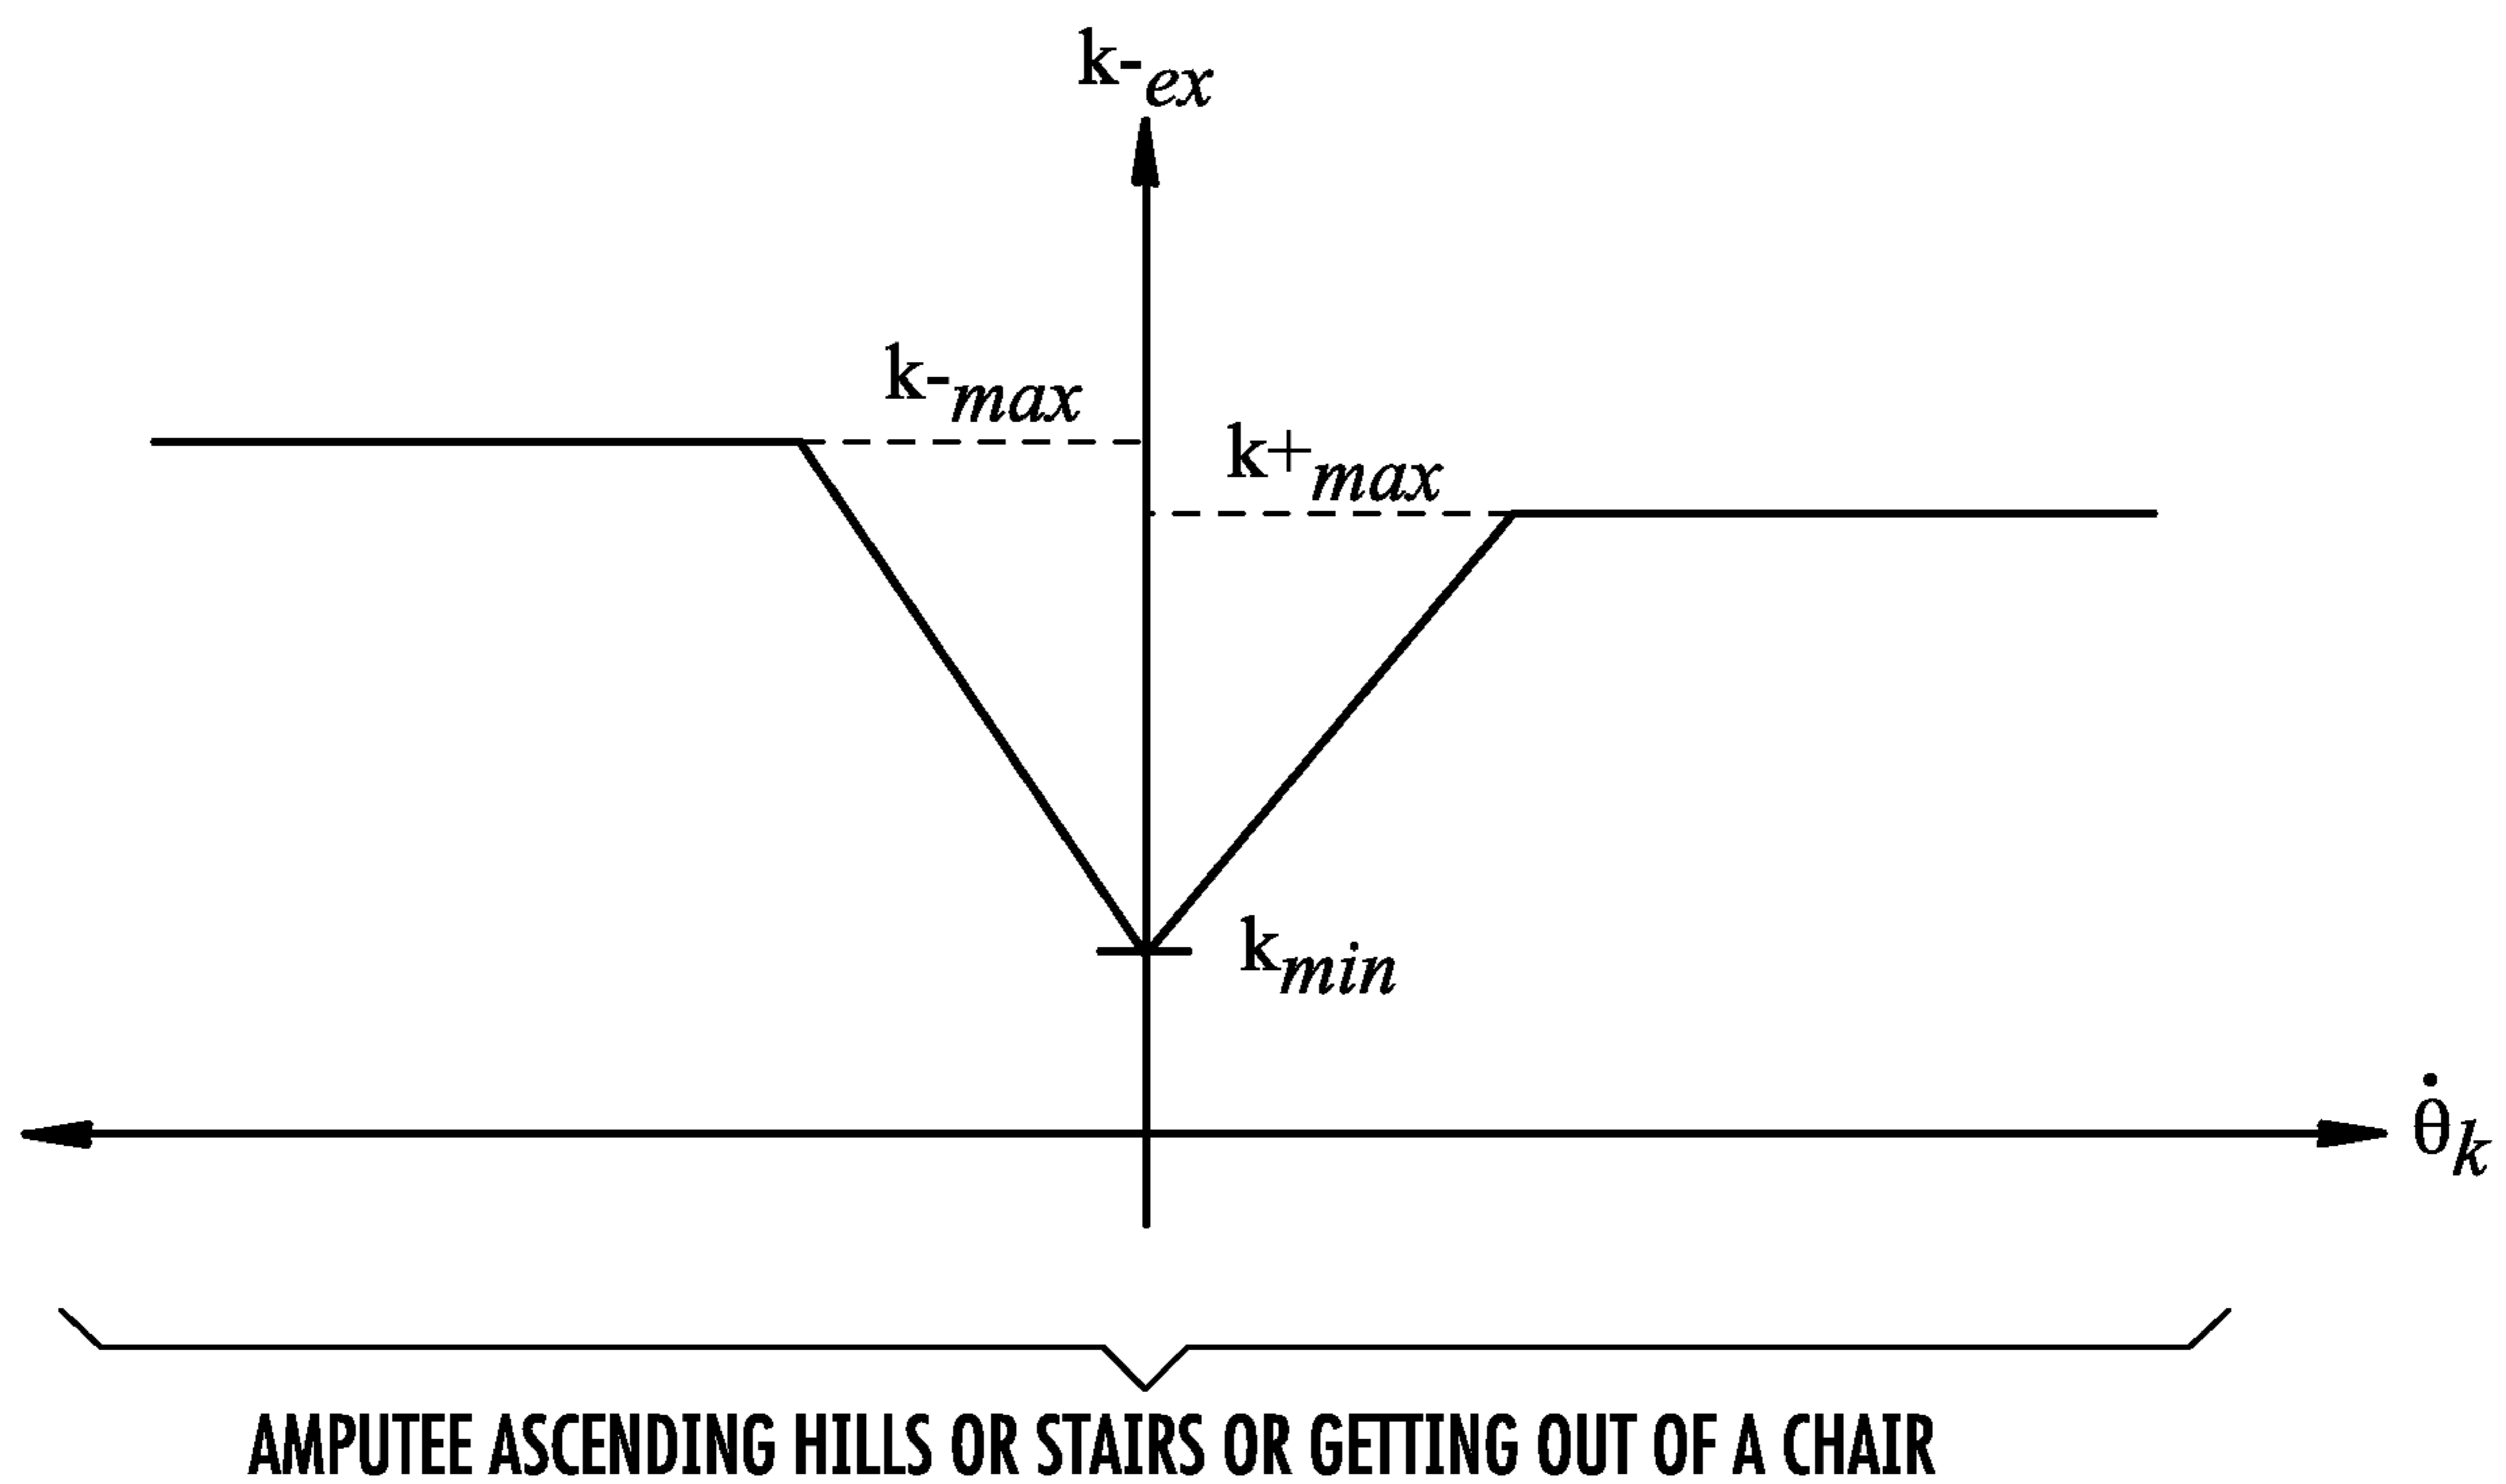 k-ex
k-max
k+max
kmin
θ̇k
AMPUTEE ASCENDING HILLS OR STAIRS OR GETTING OUT OF A CHAIR